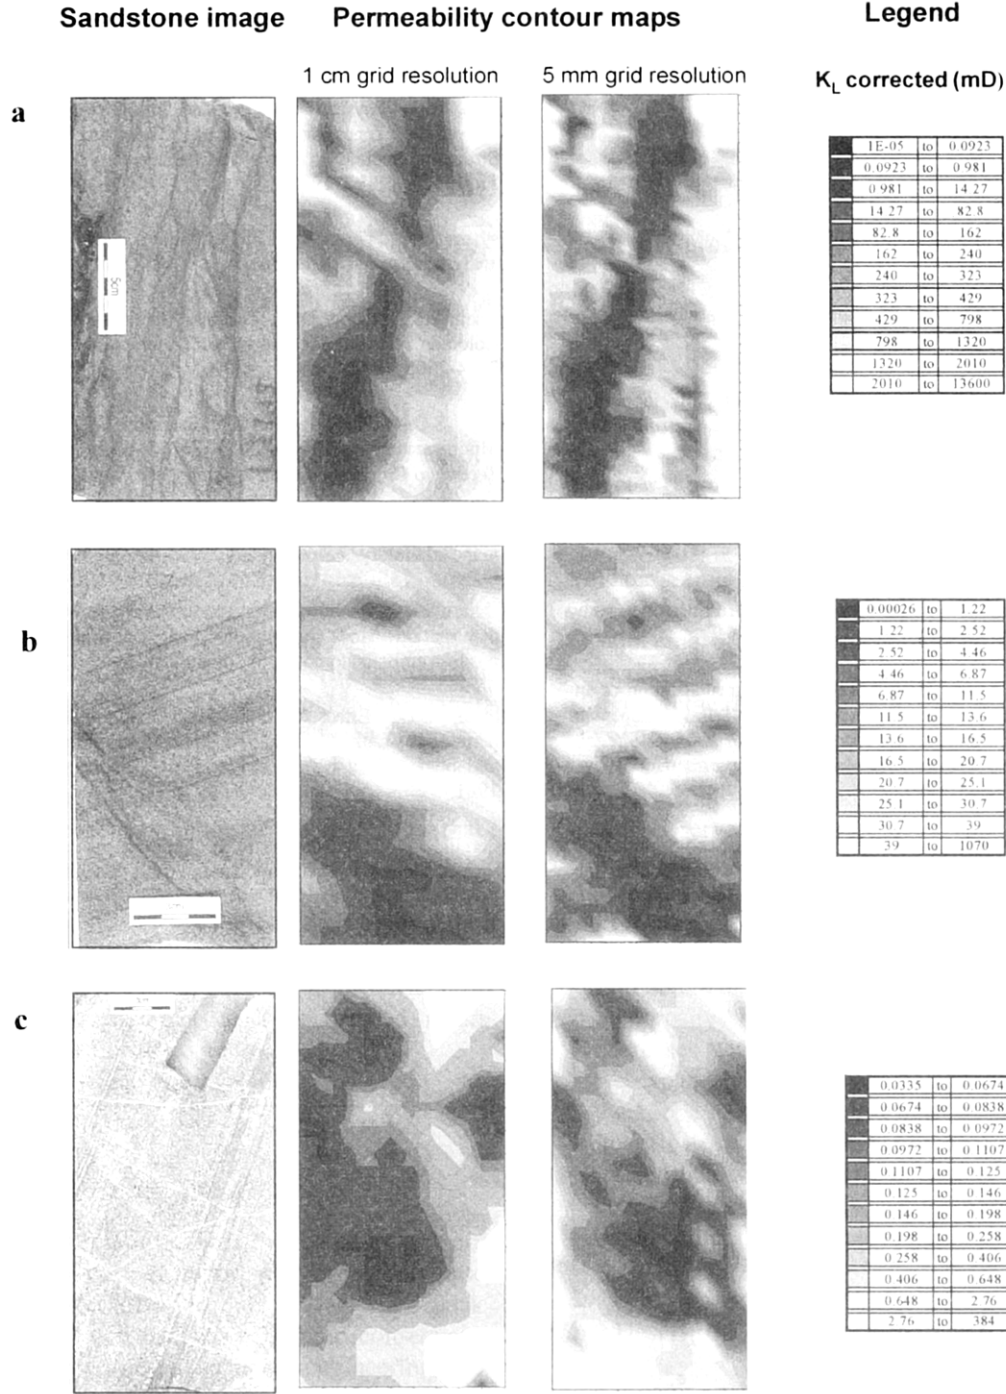 Sandstone image Permeability contour maps Legend
1 cm grid resolution 5 mm grid resolution K_L corrected (mD)
a
5cm
1E-05 to 0.0923
0.0923 to 0.981
0.981 to 14.27
14.27 to 82.8
82.8 to 162
162 to 240
240 to 323
323 to 429
429 to 798
798 to 1320
1320 to 2010
2010 to 13600
b
0.00026 to 1.22
1.22 to 2.52
2.52 to 4.46
4.46 to 6.87
6.87 to 11.5
11.5 to 13.6
13.6 to 16.5
16.5 to 20.7
20.7 to 25.1
25.1 to 30.7
30.7 to 39
39 to 1070
c
0.0335 to 0.0674
0.0674 to 0.0838
0.0838 to 0.0972
0.0972 to 0.1107
0.1107 to 0.125
0.125 to 0.146
0.146 to 0.198
0.198 to 0.258
0.258 to 0.406
0.406 to 0.648
0.648 to 2.76
2.76 to 384